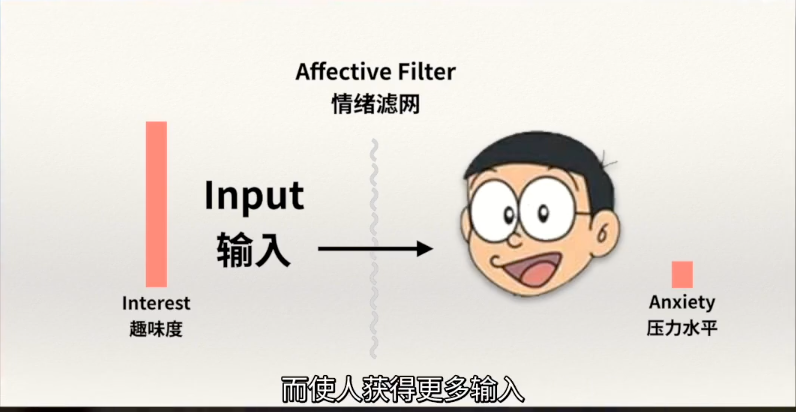 Affective Filter
情绪滤网
Input
输入
Interest
趣味度
Anxiety
压力水平
而使人获得更多输入